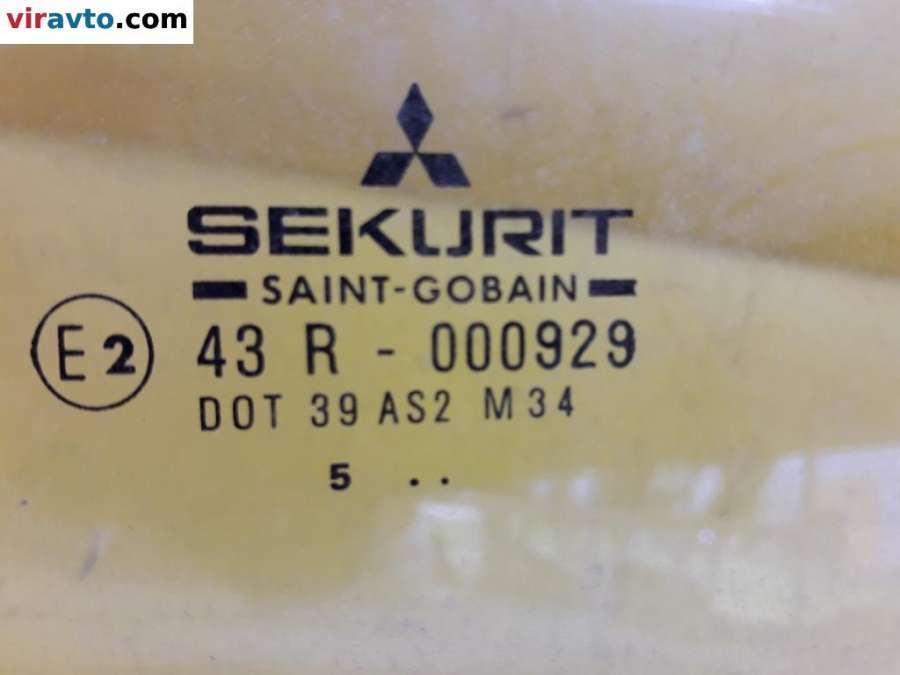 viravto.com
SEKURIT
SAINT-GOBAIN
E2 43 R - 000929
DOT 39 AS2 M34
5 ..